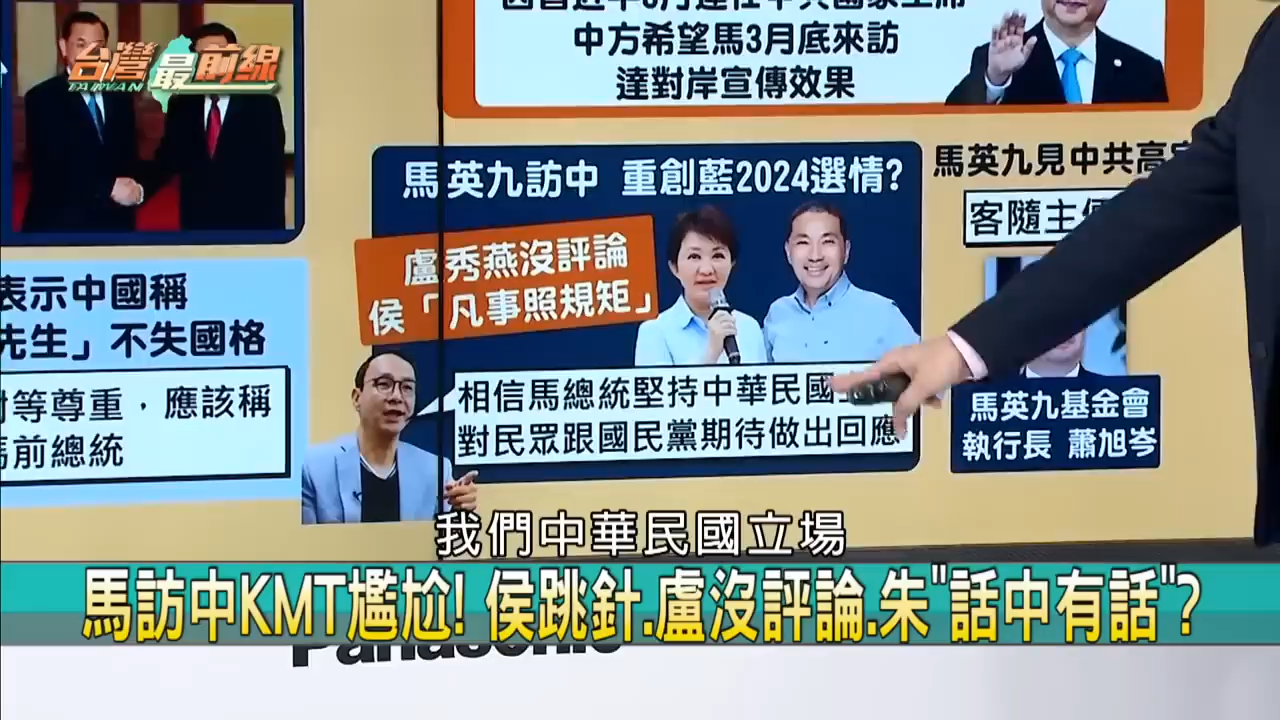 台灣最前線
TAIWAN
中方希望馬3月底來訪
達對岸宣傳效果
馬英九訪中 重創藍2024選情?
盧秀燕沒評論
侯「凡事照規矩」
相信馬總統堅持中華民國
對民眾跟國民黨期待做出回應
馬英九見中共高
客隨主
馬英九基金會
執行長 蕭旭岑
表示中國稱
先生」不失國格
對等尊重,應該稱
馬前總統
我們中華民國立場
馬訪中KMT尷尬! 侯跳針.盧沒評論.朱"話中有話"?
Panasonic